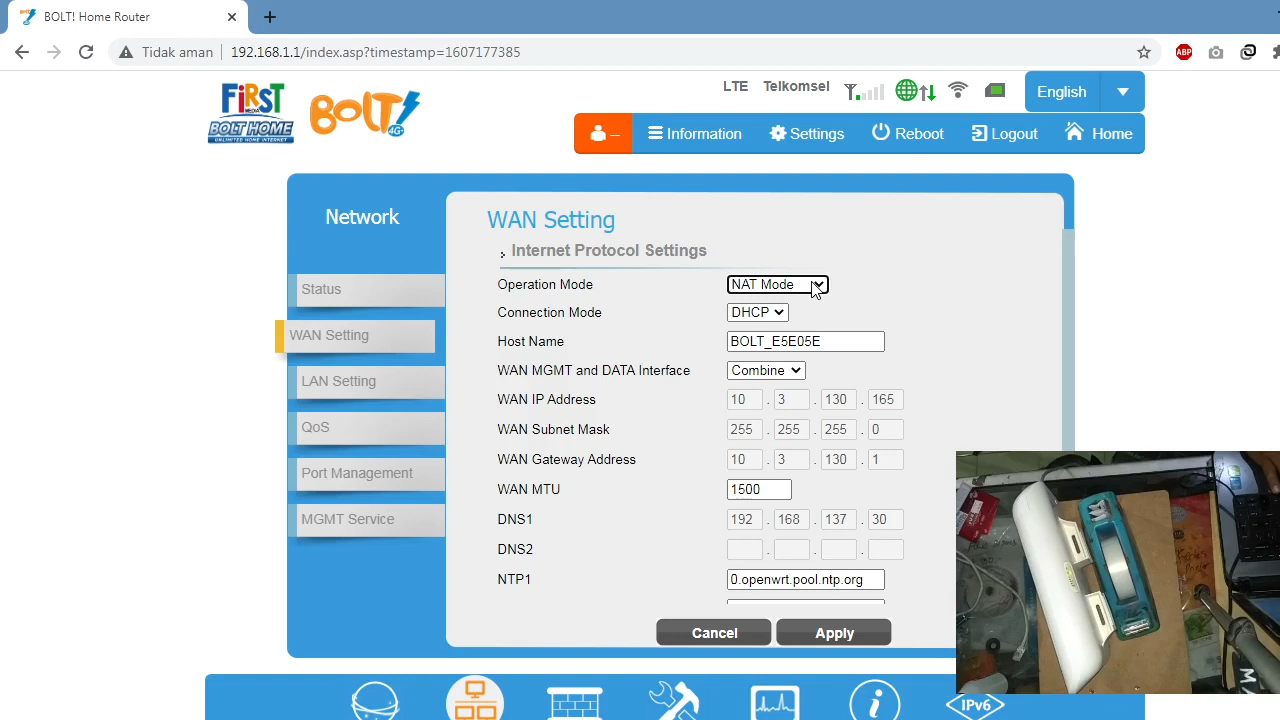 BOLT! Home Router
Tidak aman
192.168.1.1/index.asp?timestamp=1607177385
ABP
FiRST
MEDIA
BOLT HOME
UNLIMITED HOME INTERNET
BOLT!
4G+
LTE
Telkomsel
English
--
Information
Settings
Reboot
Logout
Home
Network
Status
WAN Setting
LAN Setting
QoS
Port Management
MGMT Service
WAN Setting
Internet Protocol Settings
Operation Mode NAT Mode
Connection Mode DHCP
Host Name BOLT_E5E05E
WAN MGMT and DATA Interface Combine
WAN IP Address 10 . 3 . 130 . 165
WAN Subnet Mask 255 . 255 . 255 . 0
WAN Gateway Address 10 . 3 . 130 . 1
WAN MTU 1500
DNS1 192 . 168 . 137 . 30
DNS2 . . .
NTP1 0.openwrt.pool.ntp.org
Cancel
Apply
IPv6